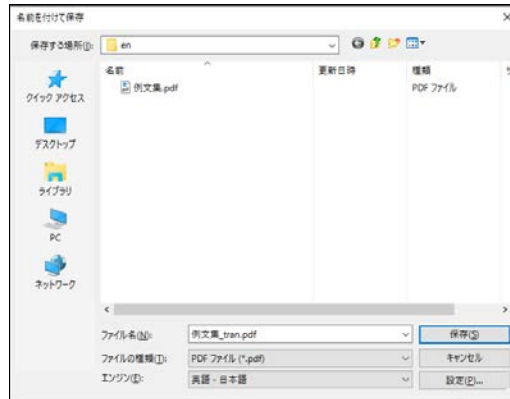 名前を付けて保存
保存する場所(I):
en
名前
更新日時
種類
例文集.pdf
PDF ファイル
クイック アクセス
デスクトップ
ライブラリ
PC
ネットワーク
ファイル名(N):
例文集_tran.pdf
保存(S)
ファイルの種類(T):
PDF ファイル (*.pdf)
キャンセル
エンジン(E):
英語 - 日本語
設定(P)...